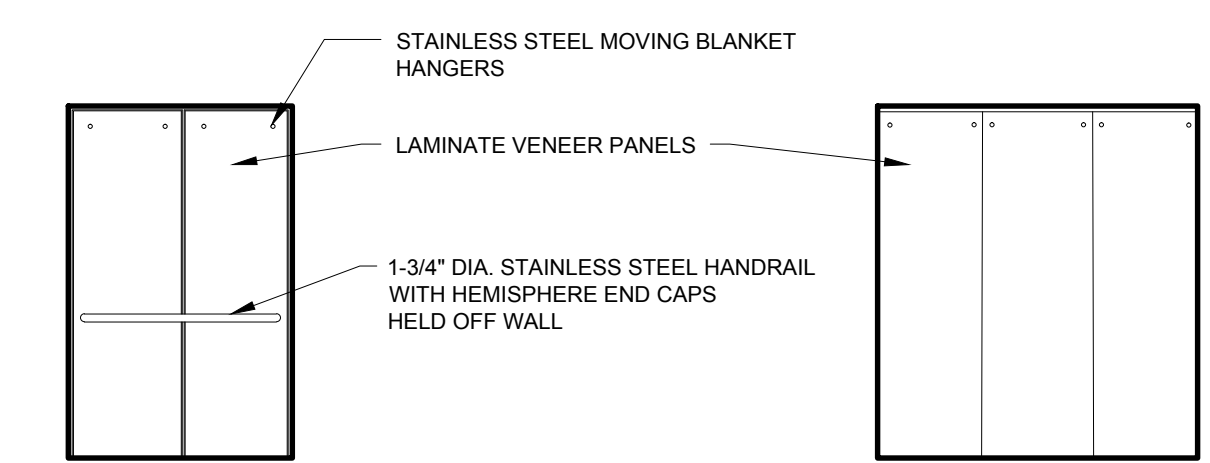 STAINLESS STEEL MOVING BLANKET
HANGERS
LAMINATE VENEER PANELS
1-3/4" DIA. STAINLESS STEEL HANDRAIL
WITH HEMISPHERE END CAPS
HELD OFF WALL